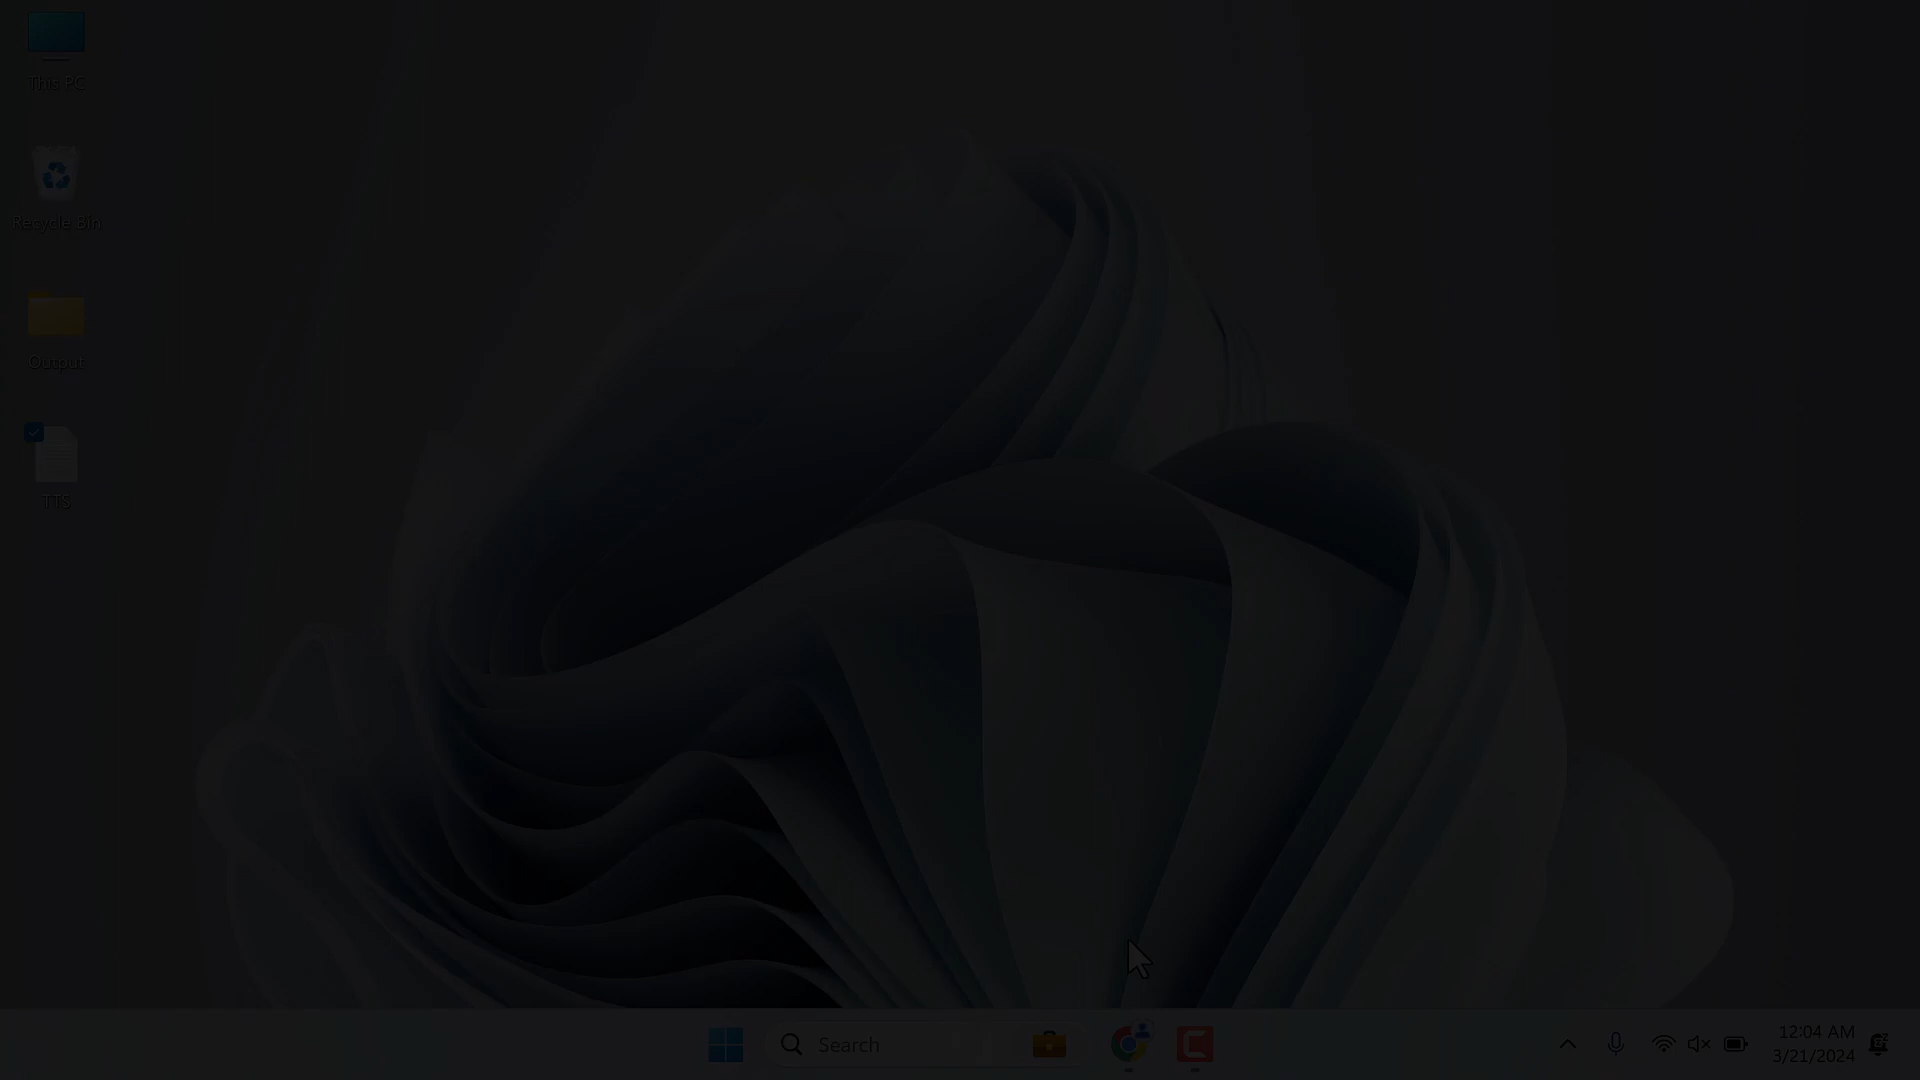 This PC
Recycle Bin
Output
TTS
Search
12:04 AM
3/21/2024